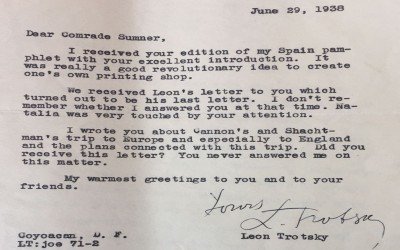 June 29, 1938
Dear Comrade Sumner,
I received your edition of my Spain pam-
phlet with your excellent introduction. It
was really a good revolutionary idea to create
one's own printing shop.
We received Leon's letter to you which
turned out to be his last letter. I don't re-
member whether I answered you at that time. Na-
talia was very touched by your attention.
I wrote you about Cannon's and Shacht-
man's trip to Europe and especially to England
and the plans connected with this trip. Did you
receive this letter? You never answered me on
this matter.
My warmest greetings to you and to your
friends.
Yours
L. Trotsky
Coyoacan, D. F.
LT:joe 71-2
Leon Trotsky